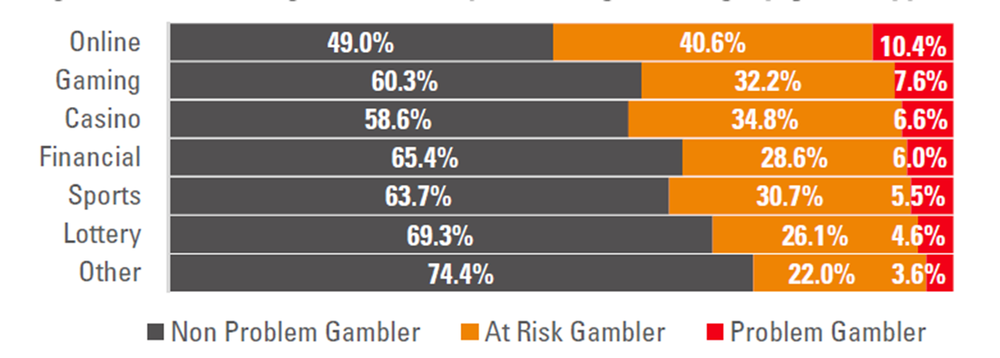 Online 49.0% 40.6% 10.4%
Gaming 60.3% 32.2% 7.6%
Casino 58.6% 34.8% 6.6%
Financial 65.4% 28.6% 6.0%
Sports 63.7% 30.7% 5.5%
Lottery 69.3% 26.1% 4.6%
Other 74.4% 22.0% 3.6%
Non Problem Gambler At Risk Gambler Problem Gambler